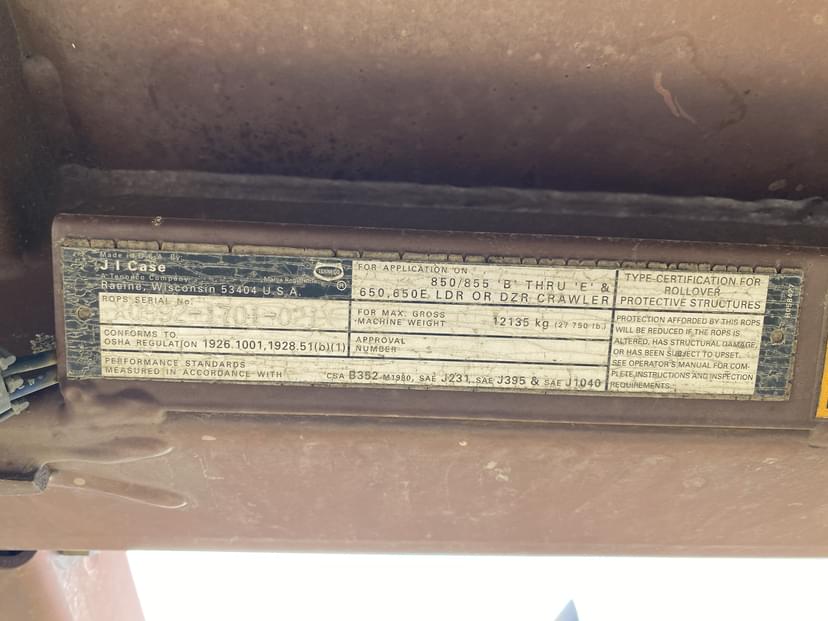 Made in U.S.A. By:
J I Case
A Tenneco Company
Marca Registrada
TENNECO
®
Racine, Wisconsin 53404 U.S.A.
ROPS SERIAL No:
CONFORMS TO
OSHA REGULATION 1926.1001,1928.51(b)(1)
PERFORMANCE STANDARDS
MEASURED IN ACCORDANCE WITH
CSA B352-M1980, SAE J231, SAE J395 & SAE J1040
FOR APPLICATION ON
850/855 'B' THRU 'E' &
650,650E LDR OR DZR CRAWLER
FOR MAX. GROSS
MACHINE WEIGHT
12135 kg (27 750 lb.)
APPROVAL
NUMBER
TYPE-CERTIFICATION FOR
ROLLOVER
PROTECTIVE STRUCTURES
PROTECTION AFFORDED BY THIS ROPS
WILL BE REDUCED IF THE ROPS IS
ALTERED, HAS STRUCTURAL DAMAGE,
OR HAS BEEN SUBJECT TO UPSET.
SEE OPERATOR'S MANUAL FOR COM-
PLETE INSTRUCTIONS AND INSPECTION
REQUIREMENTS.